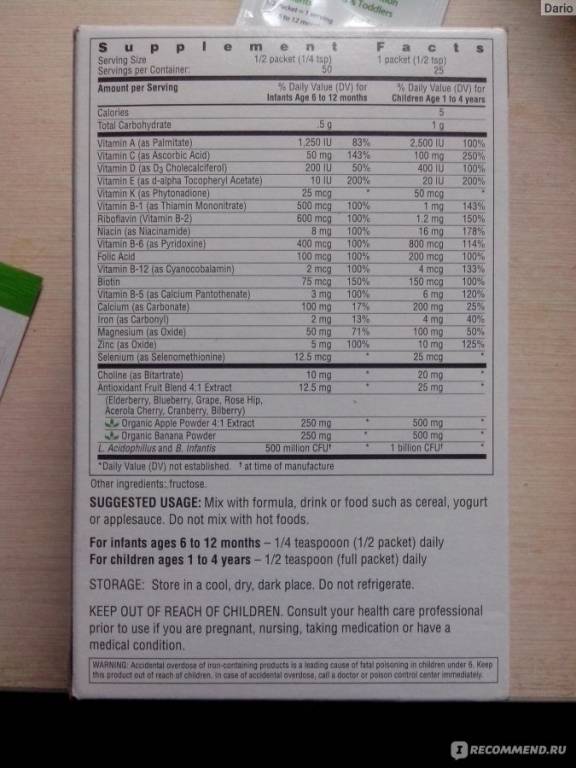 Dario
Packet = 1 serving
& Toddlers
Supplement Facts
Serving Size 1/2 packet (1/4 tsp) 1 packet (1/2 tsp)
Servings per Container: 50 25
Amount per Serving % Daily Value (DV) for % Daily Value (DV) for
Infants Age 6 to 12 months Children Age 1 to 4 years
Calories 5
Total Carbohydrate .5 g 1 g
Vitamin A (as Palmitate) 1,250 IU 83% 2,500 IU 100%
Vitamin C (as Ascorbic Acid) 50 mg 143% 100 mg 250%
Vitamin D (as D3 Cholecalciferol) 200 IU 50% 400 IU 100%
Vitamin E (as d-alpha Tocopheryl Acetate) 10 IU 200% 20 IU 200%
Vitamin K (as Phytonadione) 25 mcg * 50 mcg *
Vitamin B-1 (as Thiamin Mononitrate) 500 mcg 100% 1 mg 143%
Riboflavin (Vitamin B-2) 600 mcg 100% 1.2 mg 150%
Niacin (as Niacinamide) 8 mg 100% 16 mg 178%
Vitamin B-6 (as Pyridoxine) 400 mcg 100% 800 mcg 114%
Folic Acid 100 mcg 100% 200 mcg 100%
Vitamin B-12 (as Cyanocobalamin) 2 mcg 100% 4 mcg 133%
Biotin 75 mcg 150% 150 mcg 100%
Vitamin B-5 (as Calcium Pantothenate) 3 mg 100% 6 mg 120%
Calcium (as Carbonate) 100 mg 17% 200 mg 25%
Iron (as Carbonyl) 2 mg 13% 4 mg 40%
Magnesium (as Oxide) 50 mg 71% 100 mg 50%
Zinc (as Oxide) 5 mg 100% 10 mg 125%
Selenium (as Selenomethionine) 12.5 mcg * 25 mcg *
Choline (as Bitartrate) 10 mg * 20 mg *
Antioxidant Fruit Blend 4:1 Extract 12.5 mg * 25 mg *
(Elderberry, Blueberry, Grape, Rose Hip,
Acerola Cherry, Cranberry, Bilberry)
Organic Apple Powder 4:1 Extract 250 mg * 500 mg *
Organic Banana Powder 250 mg * 500 mg *
L. Acidophillus and B. Infantis 500 million CFU† * 1 billion CFU† *
*Daily Value (DV) not established. † at time of manufacture
Other ingredients: fructose.
SUGGESTED USAGE: Mix with formula, drink or food such as cereal, yogurt
or applesauce. Do not mix with hot foods.
For infants ages 6 to 12 months – 1/4 teaspooon (1/2 packet) daily
For children ages 1 to 4 years – 1/2 teaspoon (full packet) daily
STORAGE: Store in a cool, dry, dark place. Do not refrigerate.
KEEP OUT OF REACH OF CHILDREN. Consult your health care professional
prior to use if you are pregnant, nursing, taking medication or have a
medical condition.
WARNING: Accidental overdose of iron-containing products is a leading cause of fatal poisoning in children under 6. Keep
this product out of reach of children. In case of accidental overdose, call a doctor or poison control center immediately.
I RECOMMEND.RU